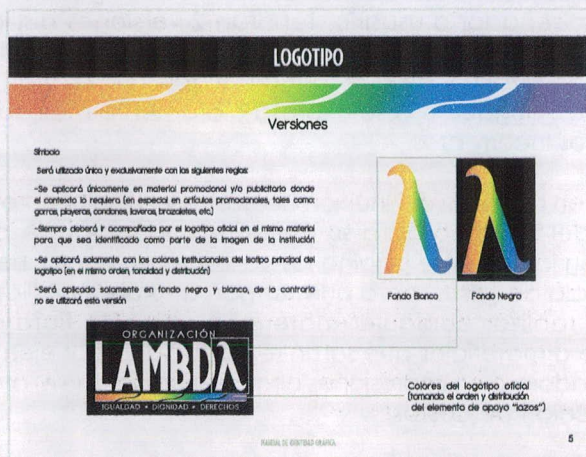 LOGOTIPO
Versiones
Símbolo
Será utilizado única y exclusivamente con las siguientes reglas:
-Se aplicará únicamente en material promocional y/o publicitario donde
el contexto lo requiera (en especial en artículos promocionales, tales como:
gorras, playeras, condones, llaveros, brazaletes, etc.)
-Siempre deberá ir acompañado por el logotipo oficial en el mismo material
para que sea identificado como parte de la imagen de la institución
-Se aplicará solamente con los colores institucionales del isotipo principal del
logotipo (en el mismo orden, tonalidad y distribución)
-Será aplicado solamente en fondo negro y blanco, de lo contrario
no se utilizará esta versión
λ λ
Fondo Blanco Fondo Negro
ORGANIZACIÓN
LAMBDλ
IGUALDAD • DIGNIDAD • DERECHOS
Colores del logotipo oficial
(tomando el orden y distribución
del elemento de apoyo "lazos")
MANUAL DE IDENTIDAD GRÁFICA
5